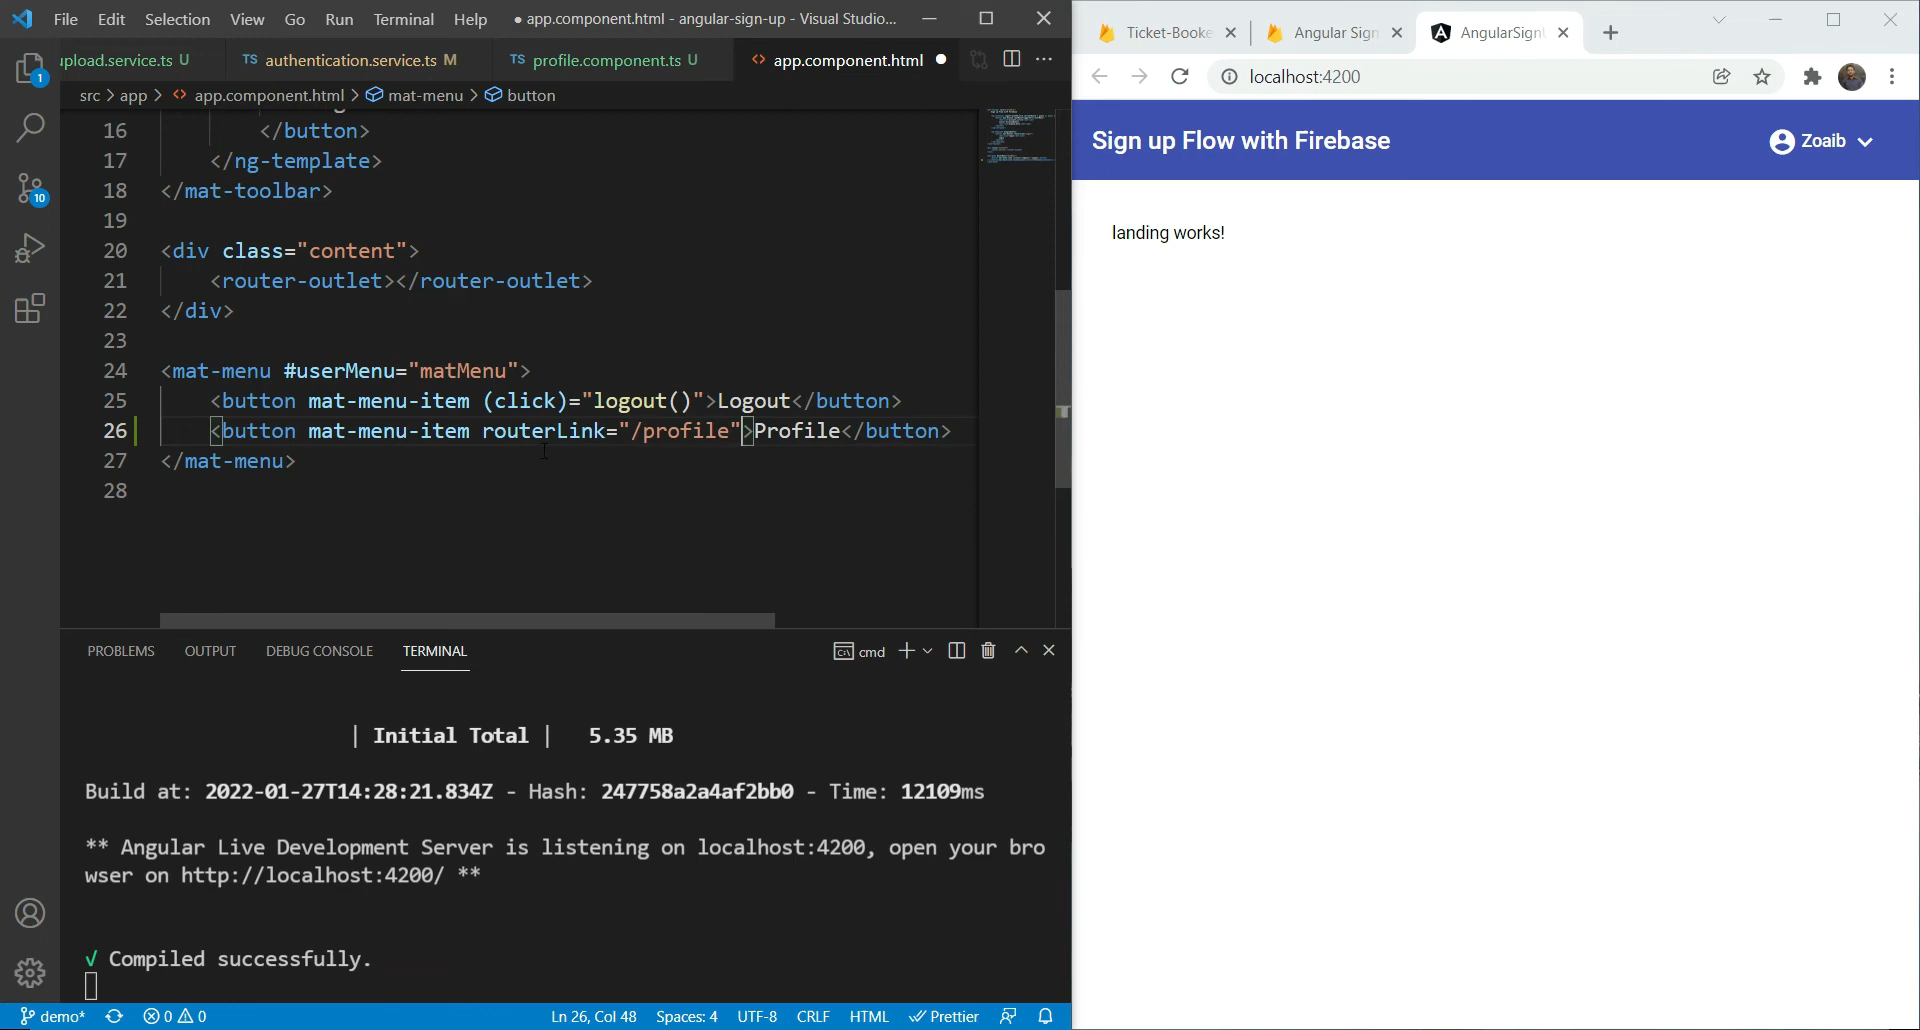 File Edit Selection View Go Run Terminal Help ● app.component.html - angular-sign-up - Visual Studio...
upload.service.ts U TS authentication.service.ts M TS profile.component.ts U <> app.component.html ●
src > app > <> app.component.html > mat-menu > button
16 </button>
17 </ng-template>
18 </mat-toolbar>
19
20 <div class="content">
21 <router-outlet></router-outlet>
22 </div>
23
24 <mat-menu #userMenu="matMenu">
25 <button mat-menu-item (click)="logout()">Logout</button>
26 <button mat-menu-item routerLink="/profile">Profile</button>
27 </mat-menu>
28
1
10
PROBLEMS OUTPUT DEBUG CONSOLE TERMINAL cmd
| Initial Total | 5.35 MB
Build at: 2022-01-27T14:28:21.834Z - Hash: 247758a2a4af2bb0 - Time: 12109ms
** Angular Live Development Server is listening on localhost:4200, open your bro
wser on http://localhost:4200/ **
√ Compiled successfully.
demo* 0 0 Ln 26, Col 48 Spaces: 4 UTF-8 CRLF HTML Prettier
Ticket-Booke Angular Sign AngularSign
localhost:4200
Sign up Flow with Firebase Zoaib
landing works!